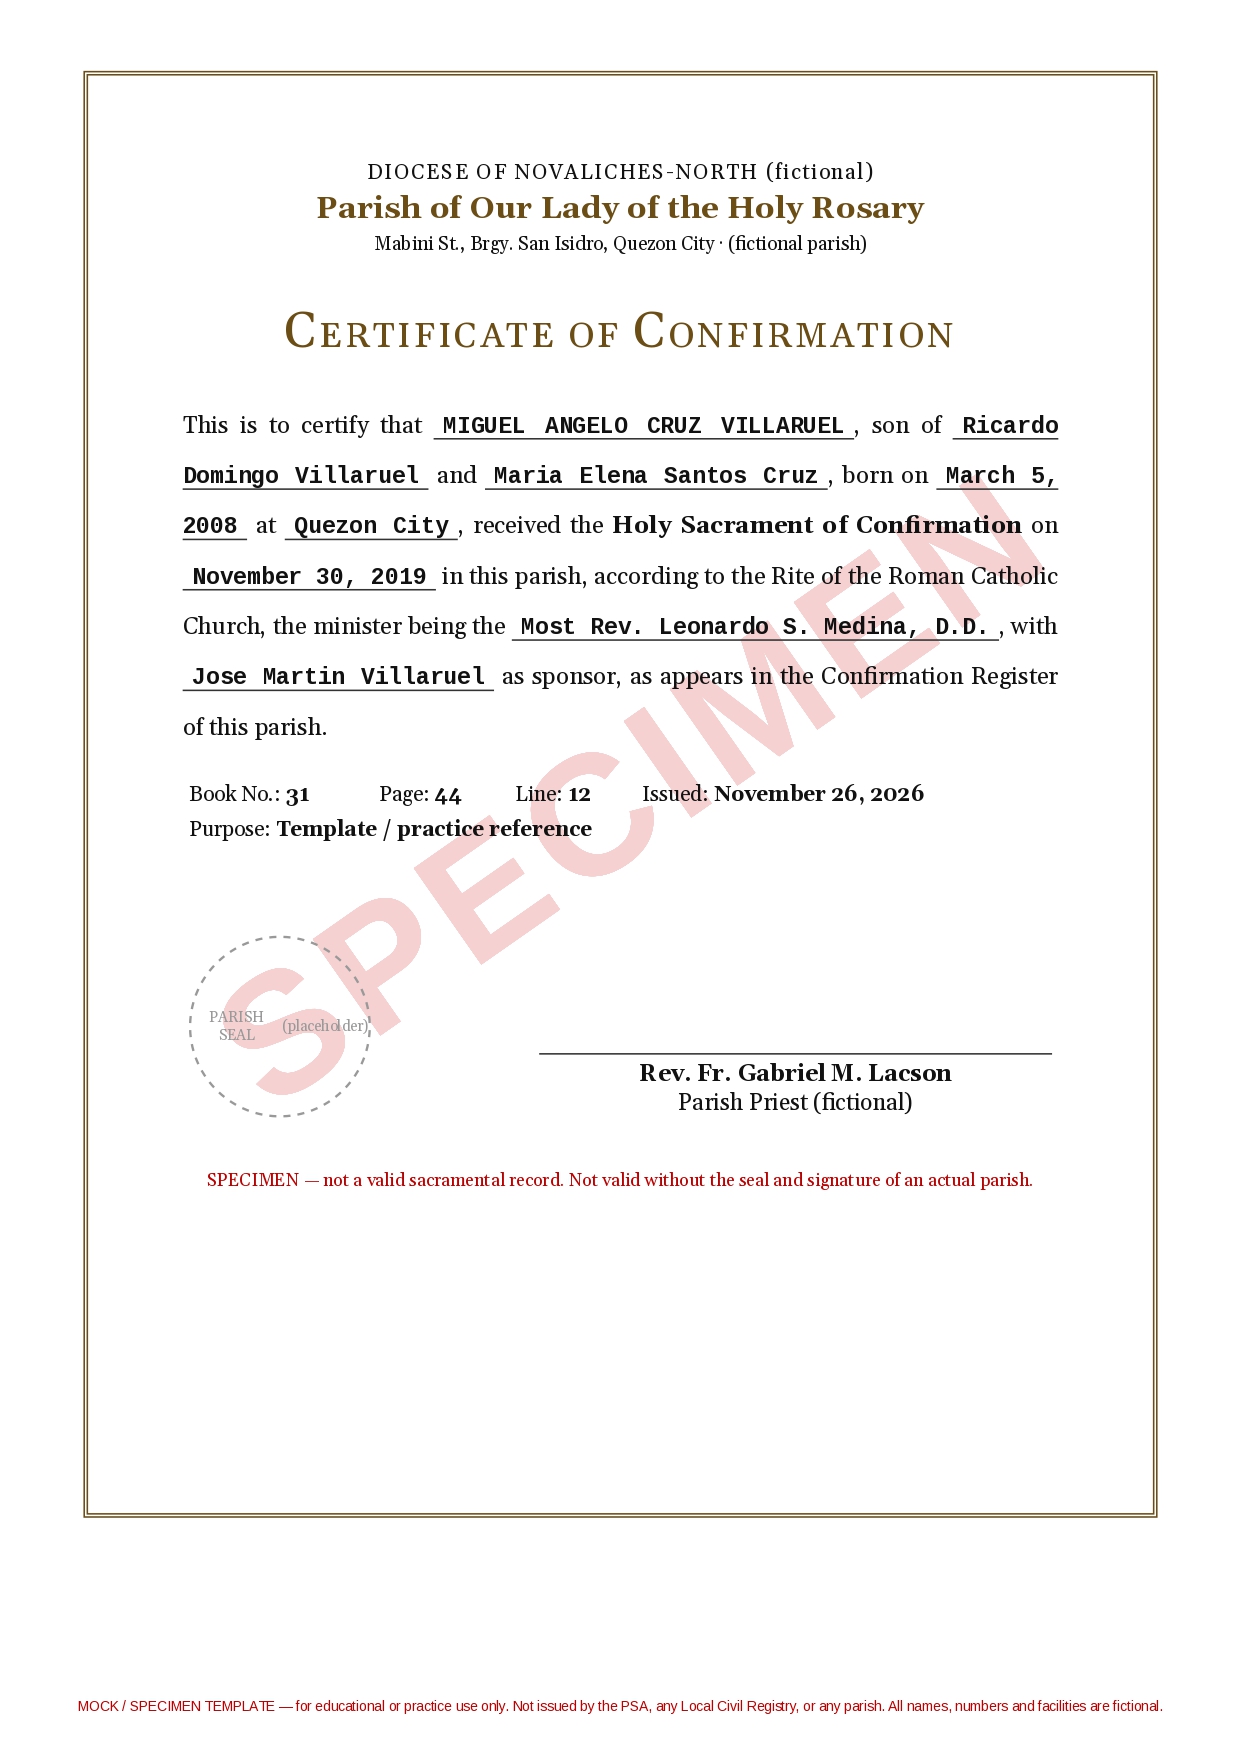 DIOCESE OF NOVALICHES-NORTH (fictional)
Parish of Our Lady of the Holy Rosary
Mabini St., Brgy. San Isidro, Quezon City · (fictional parish)
CERTIFICATE OF CONFIRMATION
This is to certify that MIGUEL ANGELO CRUZ VILLARUEL, son of Ricardo
Domingo Villaruel and Maria Elena Santos Cruz, born on March 5,
2008 at Quezon City, received the Holy Sacrament of Confirmation on
November 30, 2019 in this parish, according to the Rite of the Roman Catholic
Church, the minister being the Most Rev. Leonardo S. Medina, D.D., with
Jose Martin Villaruel as sponsor, as appears in the Confirmation Register
of this parish.
Book No.: 31 Page: 44 Line: 12 Issued: November 26, 2026
Purpose: Template / practice reference
SPECIMEN
PARISH
SEAL
(placeholder)
Rev. Fr. Gabriel M. Lacson
Parish Priest (fictional)
SPECIMEN — not a valid sacramental record. Not valid without the seal and signature of an actual parish.
MOCK / SPECIMEN TEMPLATE — for educational or practice use only. Not issued by the PSA, any Local Civil Registry, or any parish. All names, numbers and facilities are fictional.